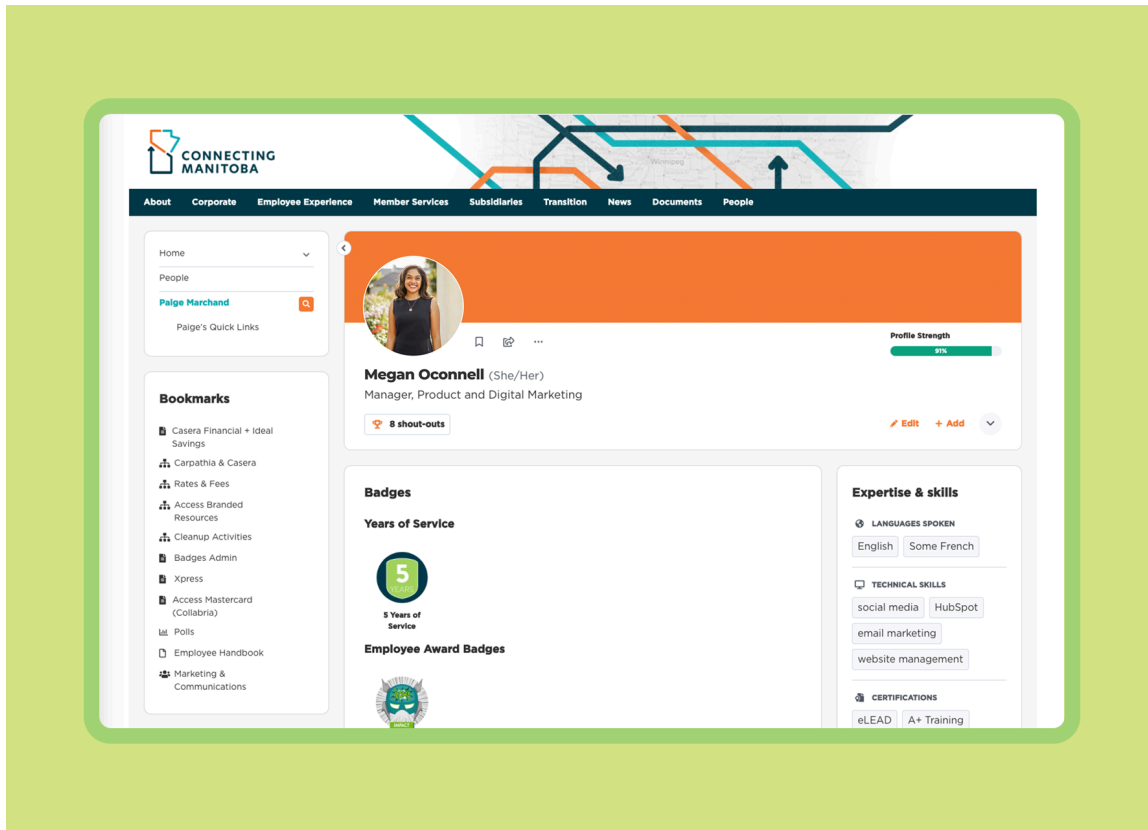 CONNECTING
MANITOBA
Winnipeg
About Corporate Employee Experience Member Services Subsidiaries Transition News Documents People
Home
People
Paige Marchand
Paige's Quick Links
Bookmarks
Casera Financial + Ideal
Savings
Carpathia & Casera
Rates & Fees
Access Branded
Resources
Cleanup Activities
Badges Admin
Xpress
Access Mastercard
(Collabria)
Polls
Employee Handbook
Marketing &
Communications
Profile Strength
91%
Megan Oconnell (She/Her)
Manager, Product and Digital Marketing
8 shout-outs
Edit + Add
Badges
Years of Service
5
YEARS
5 Years of
Service
Employee Award Badges
IMPACT
Expertise & skills
LANGUAGES SPOKEN
English Some French
TECHNICAL SKILLS
social media HubSpot
email marketing
website management
CERTIFICATIONS
eLEAD A+ Training